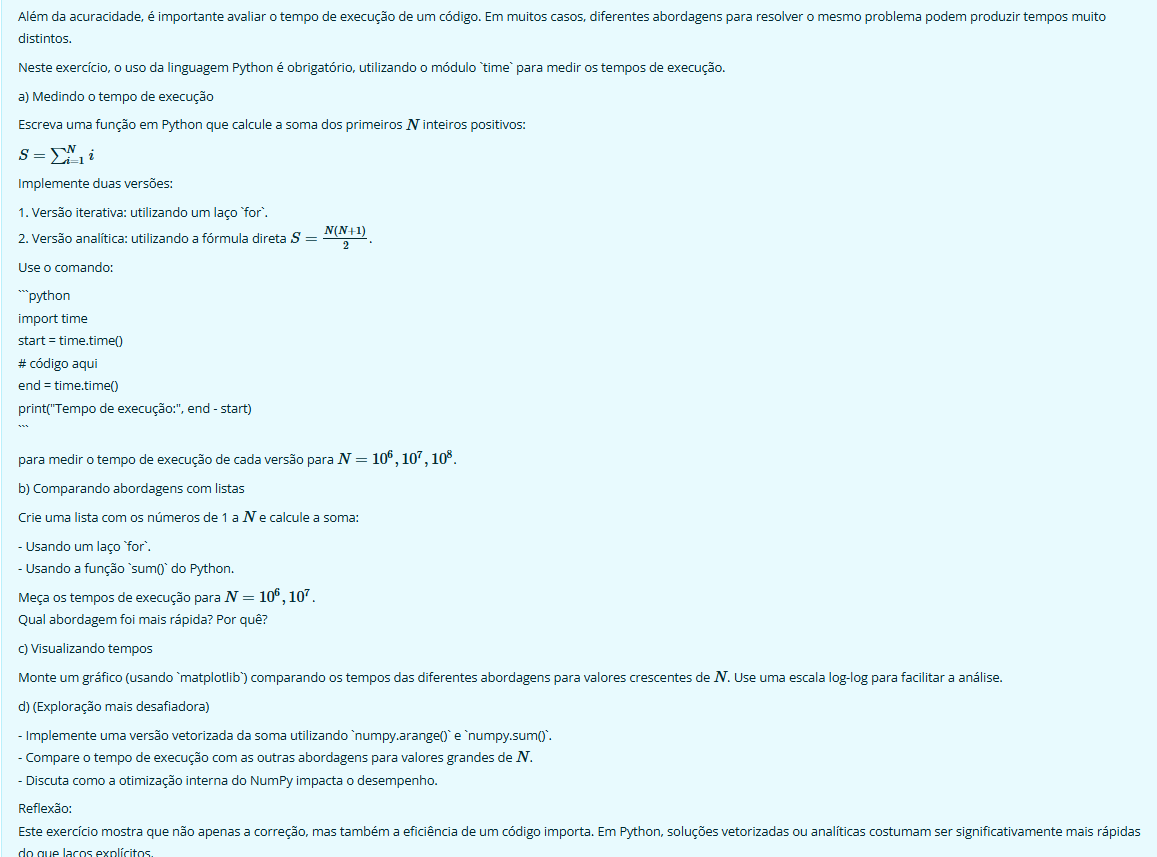 Além da acuracidade, é importante avaliar o tempo de execução de um código. Em muitos casos, diferentes abordagens para resolver o mesmo problema podem produzir tempos muito
distintos.
Neste exercício, o uso da linguagem Python é obrigatório, utilizando o módulo `time` para medir os tempos de execução.
a) Medindo o tempo de execução
Escreva uma função em Python que calcule a soma dos primeiros N inteiros positivos:
S = ∑_{i=1}^{N} i
Implemente duas versões:
1. Versão iterativa: utilizando um laço `for`.
2. Versão analítica: utilizando a fórmula direta S = \frac{N(N+1)}{2}.
Use o comando:
```python
import time
start = time.time()
# código aqui
end = time.time()
print("Tempo de execução:", end - start)
```
para medir o tempo de execução de cada versão para N = 10^6, 10^7, 10^8.
b) Comparando abordagens com listas
Crie uma lista com os números de 1 a N e calcule a soma:
- Usando um laço `for`.
- Usando a função `sum()` do Python.
Meça os tempos de execução para N = 10^6, 10^7.
Qual abordagem foi mais rápida? Por quê?
c) Visualizando tempos
Monte um gráfico (usando `matplotlib`) comparando os tempos das diferentes abordagens para valores crescentes de N. Use uma escala log-log para facilitar a análise.
d) (Exploração mais desafiadora)
- Implemente uma versão vetorizada da soma utilizando `numpy.arange()` e `numpy.sum()`.
- Compare o tempo de execução com as outras abordagens para valores grandes de N.
- Discuta como a otimização interna do NumPy impacta o desempenho.
Reflexão:
Este exercício mostra que não apenas a correção, mas também a eficiência de um código importa. Em Python, soluções vetorizadas ou analíticas costumam ser significativamente mais rápidas
do que laços explícitos.